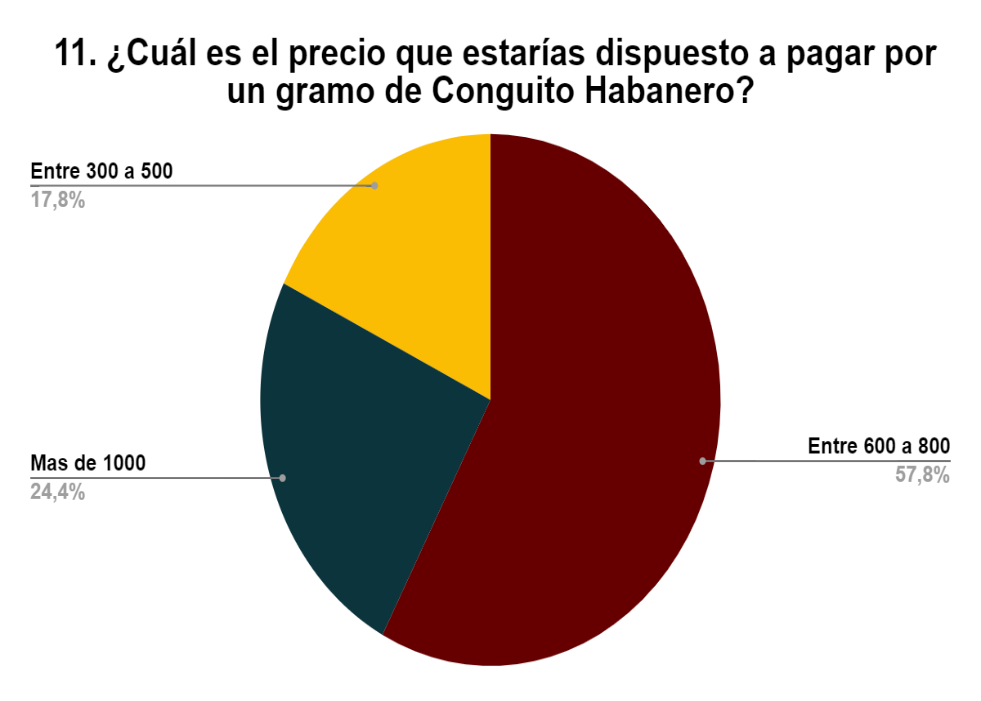 11. ¿Cuál es el precio que estarías dispuesto a pagar por
un gramo de Conguito Habanero?
Entre 300 a 500
17,8%
Entre 600 a 800
57,8%
Mas de 1000
24,4%